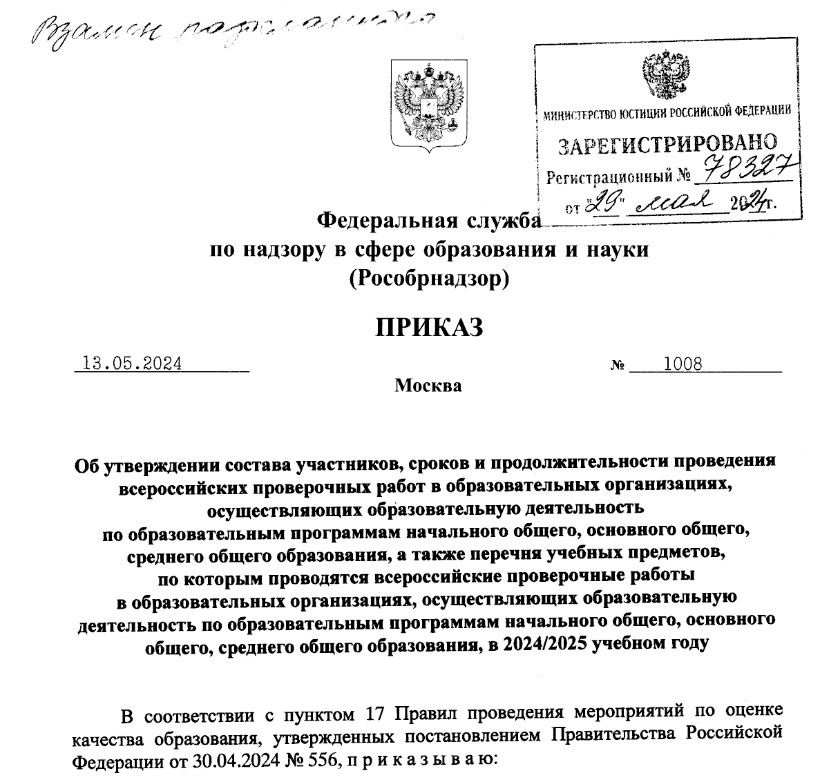 Взамен
МИНИСТЕРСТВО ЮСТИЦИИ РОССИЙСКОЙ ФЕДЕРАЦИИ
ЗАРЕГИСТРИРОВАНО
Регистрационный № 78327
от "29" мая 2024г.
Федеральная служба
по надзору в сфере образования и науки
(Рособрнадзор)
ПРИКАЗ
13.05.2024 № 1008
Москва
Об утверждении состава участников, сроков и продолжительности проведения
всероссийских проверочных работ в образовательных организациях,
осуществляющих образовательную деятельность
по образовательным программам начального общего, основного общего,
среднего общего образования, а также перечня учебных предметов,
по которым проводятся всероссийские проверочные работы
в образовательных организациях, осуществляющих образовательную
деятельность по образовательным программам начального общего, основного
общего, среднего общего образования, в 2024/2025 учебном году
В соответствии с пунктом 17 Правил проведения мероприятий по оценке
качества образования, утвержденных постановлением Правительства Российской
Федерации от 30.04.2024 № 556, п р и к а з ы в а ю: